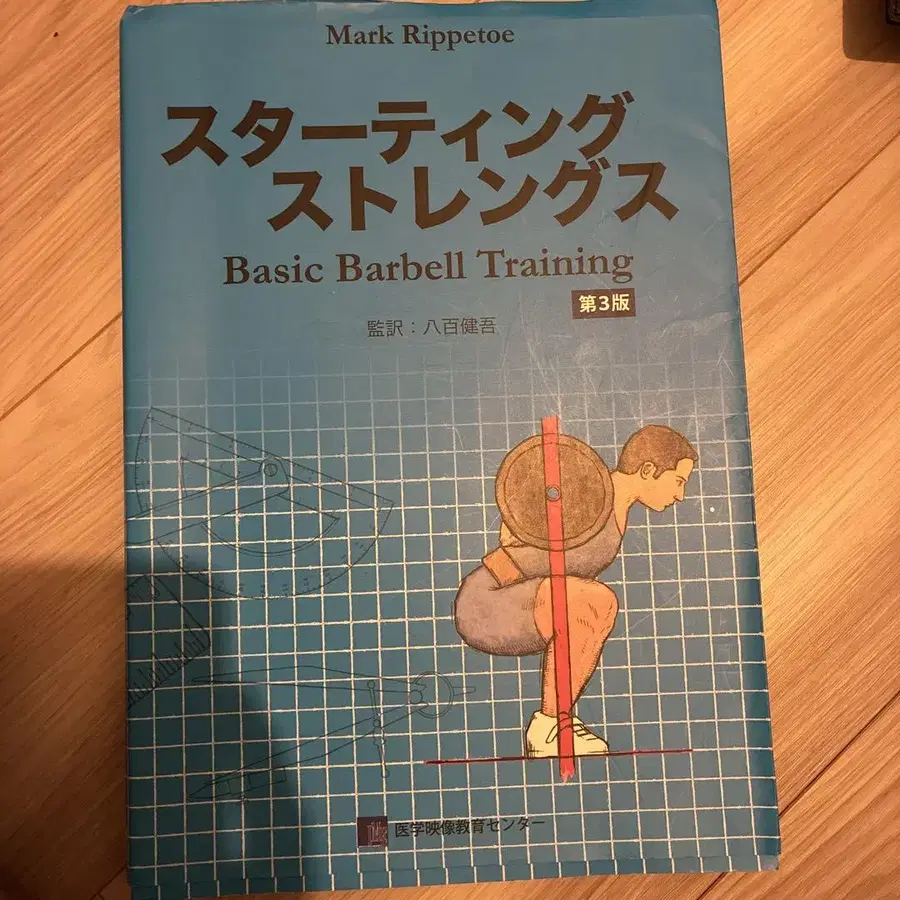 Mark Rippetoe
スターティング
ストレングス
Basic Barbell Training
第3版
監訳：八百健吾
医学映像教育センター